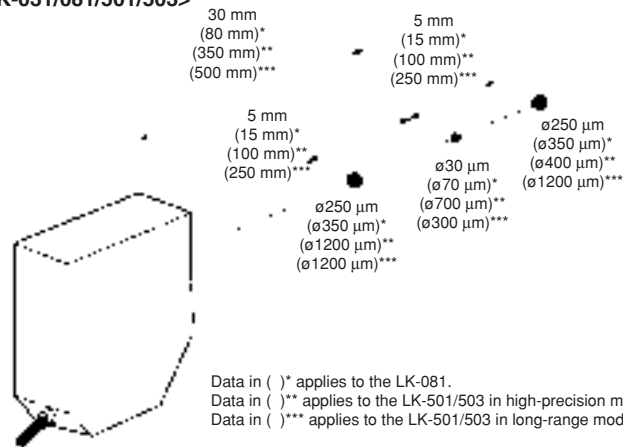 30 mm
(80 mm)*
(350 mm)**
(500 mm)***
5 mm
(15 mm)*
(100 mm)**
(250 mm)***
5 mm
(15 mm)*
(100 mm)**
(250 mm)***
ø250 µm
(ø350 µm)*
(ø400 µm)**
(ø1200 µm)***
ø30 µm
(ø70 µm)*
(ø700 µm)**
(ø300 µm)***
ø250 µm
(ø350 µm)*
(ø1200 µm)**
(ø1200 µm)***
Data in ( )* applies to the LK-081.
Data in ( )** applies to the LK-501/503 in high-precision
Data in ( )*** applies to the LK-501/503 in long-range